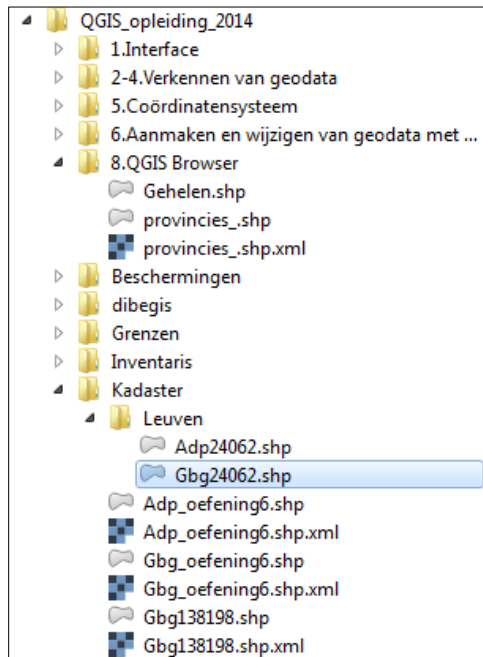 QGIS_opleiding_2014
1.Interface
2-4.Verkennen van geodata
5.Coördinatensysteem
6.Aanmaken en wijzigen van geodata met ...
8.QGIS Browser
Gehelen.shp
provincies_.shp
provincies_.shp.xml
Beschermingen
dibegis
Grenzen
Inventaris
Kadaster
Leuven
Adp24062.shp
Gbg24062.shp
Adp_oefening6.shp
Adp_oefening6.shp.xml
Gbg_oefening6.shp
Gbg_oefening6.shp.xml
Gbg138198.shp
Gbg138198.shp.xml